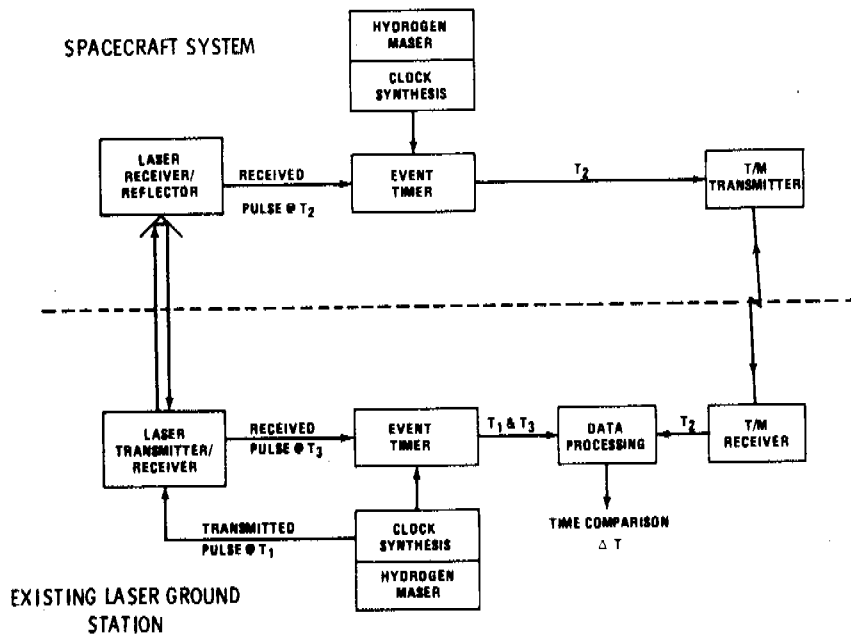 SPACECRAFT SYSTEM
HYDROGEN
MASER
CLOCK
SYNTHESIS
LASER
RECEIVER/
REFLECTOR
RECEIVED
PULSE @ T2
EVENT
TIMER
T2
T/M
TRANSMITTER
LASER
TRANSMITTER/
RECEIVER
RECEIVED
PULSE @ T3
EVENT
TIMER
T1 & T3
DATA
PROCESSING
T2
T/M
RECEIVER
TRANSMITTED
PULSE @ T1
CLOCK
SYNTHESIS
HYDROGEN
MASER
TIME COMPARISON
Δ T
EXISTING LASER GROUND
STATION